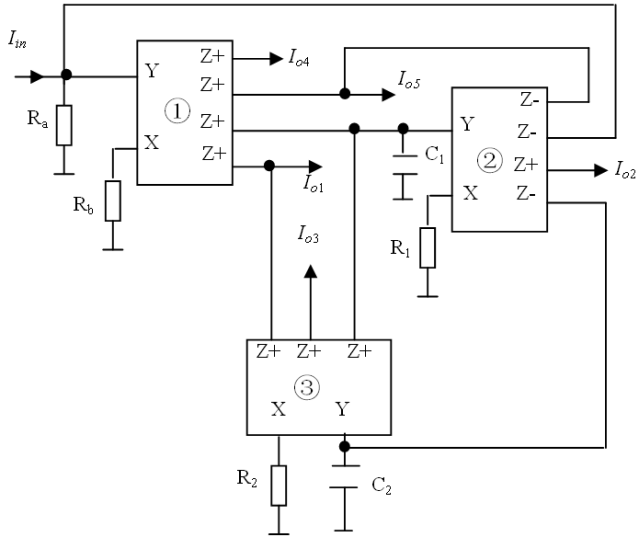 I_in
Y
Z+
I_o4
Z+
I_o5
Z-
R_a
①
Z+
Y
Z-
X
Z+
C_1
②
Z+
I_o2
R_b
I_o1
X
Z-
I_o3
R_1
Z+ Z+ Z+
③
X Y
R_2
C_2